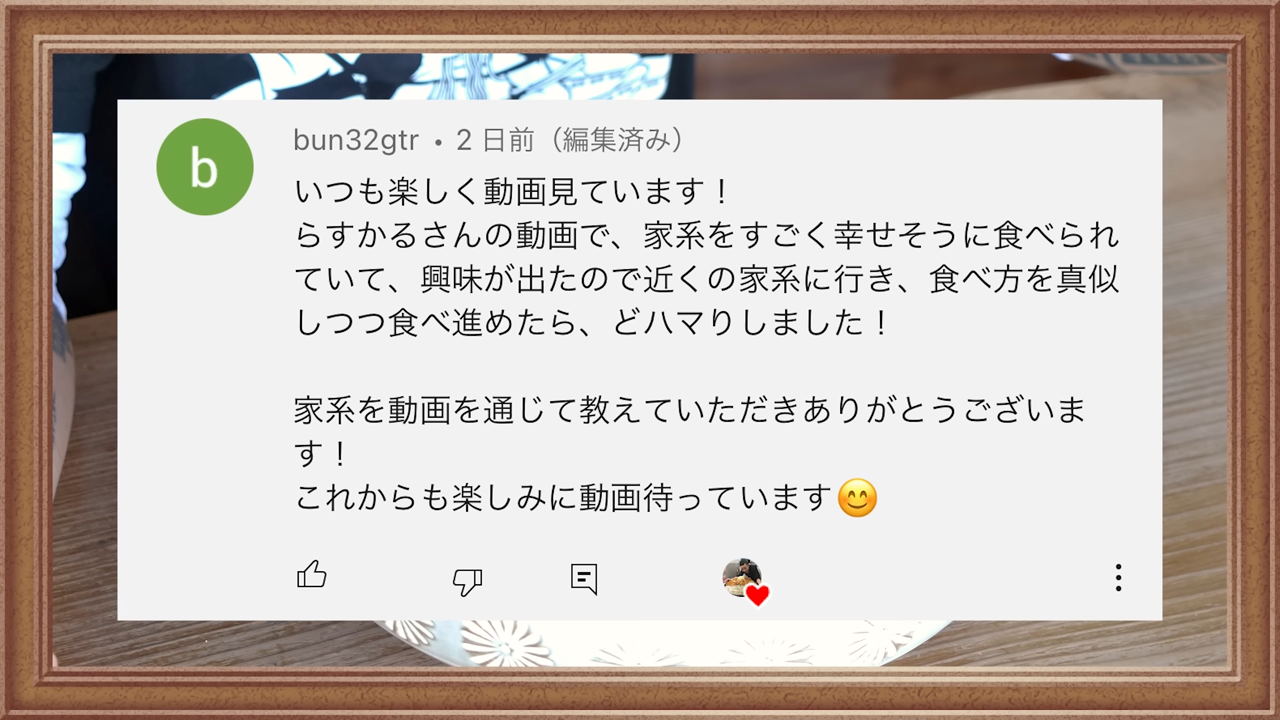 b
bun32gtr • 2 日前（編集済み）
いつも楽しく動画見ています！
らすかるさんの動画で、家系をすごく幸せそうに食べられ
ていて、興味が出たので近くの家系に行き、食べ方を真似
しつつ食べ進めたら、どハマりしました！
家系を動画を通じて教えていただきありがとうございま
す！
これからも楽しみに動画待っています😊